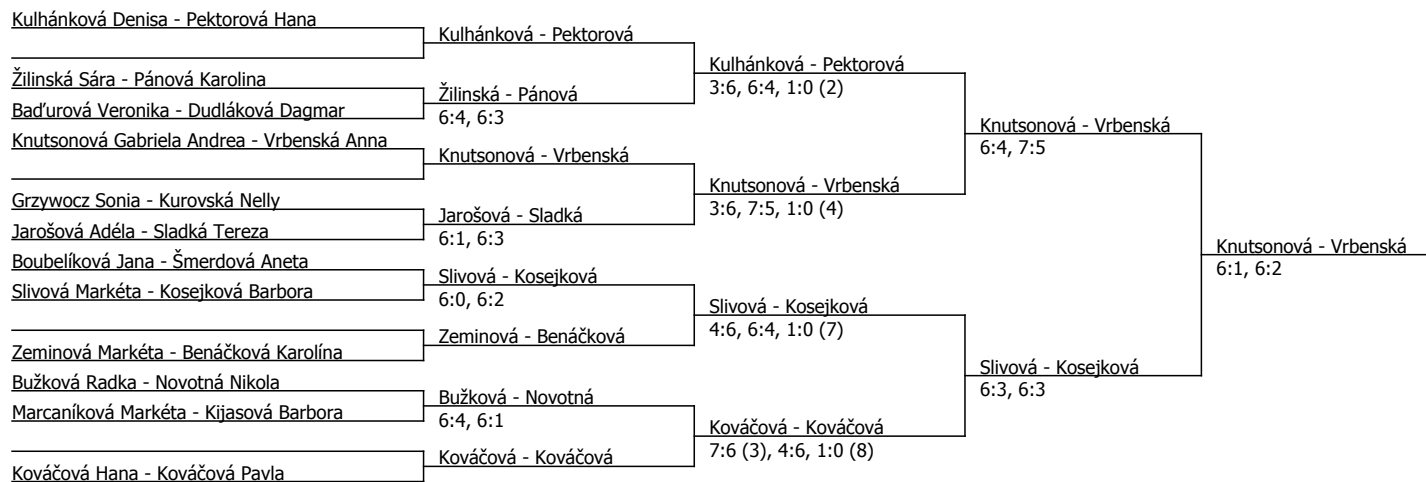 Kulhánková Denisa - Pektorová Hana
Žilinská Sára - Pánová Karolina
Baďurová Veronika - Dudláková Dagmar
Knutsonová Gabriela Andrea - Vrbenská Anna
Grzywocz Sonia - Kurovská Nelly
Jarošová Adéla - Sladká Tereza
Boubelíková Jana - Šmerdová Aneta
Slivová Markéta - Kosejková Barbora
Zeminová Markéta - Benáčková Karolína
Bužková Radka - Novotná Nikola
Marcaníková Markéta - Kijasová Barbora
Kováčová Hana - Kováčová Pavla
Kulhánková - Pektorová
Žilinská - Pánová
6:4, 6:3
Knutsonová - Vrbenská
Jarošová - Sladká
6:1, 6:3
Slivová - Kosejková
6:0, 6:2
Zeminová - Benáčková
Bužková - Novotná
6:4, 6:1
Kováčová - Kováčová
Kulhánková - Pektorová
3:6, 6:4, 1:0 (2)
Knutsonová - Vrbenská
3:6, 7:5, 1:0 (4)
Slivová - Kosejková
4:6, 6:4, 1:0 (7)
Kováčová - Kováčová
7:6 (3), 4:6, 1:0 (8)
Knutsonová - Vrbenská
6:4, 7:5
Slivová - Kosejková
6:3, 6:3
Knutsonová - Vrbenská
6:1, 6:2